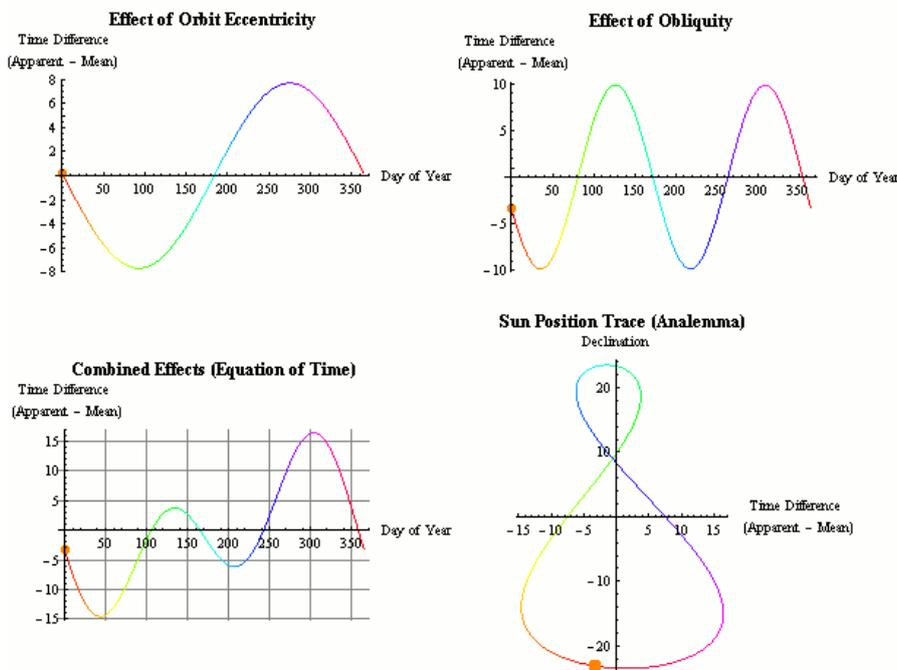 Effect of Orbit Eccentricity
Time Difference
(Apparent - Mean)
8
6
4
2
50 100 150 200 250 300 350 Day of Year
-2
-4
-6
-8
Effect of Obliquity
Time Difference
(Apparent - Mean)
10
5
50 100 150 200 250 300 350 Day of Year
-5
-10
Combined Effects (Equation of Time)
Time Difference
(Apparent - Mean)
15
10
5
50 100 150 200 250 300 350 Day of Year
-5
-10
-15
Sun Position Trace (Analemma)
Declination
20
10
Time Difference
(Apparent - Mean)
-15 -10 -5 5 10 15
-10
-20